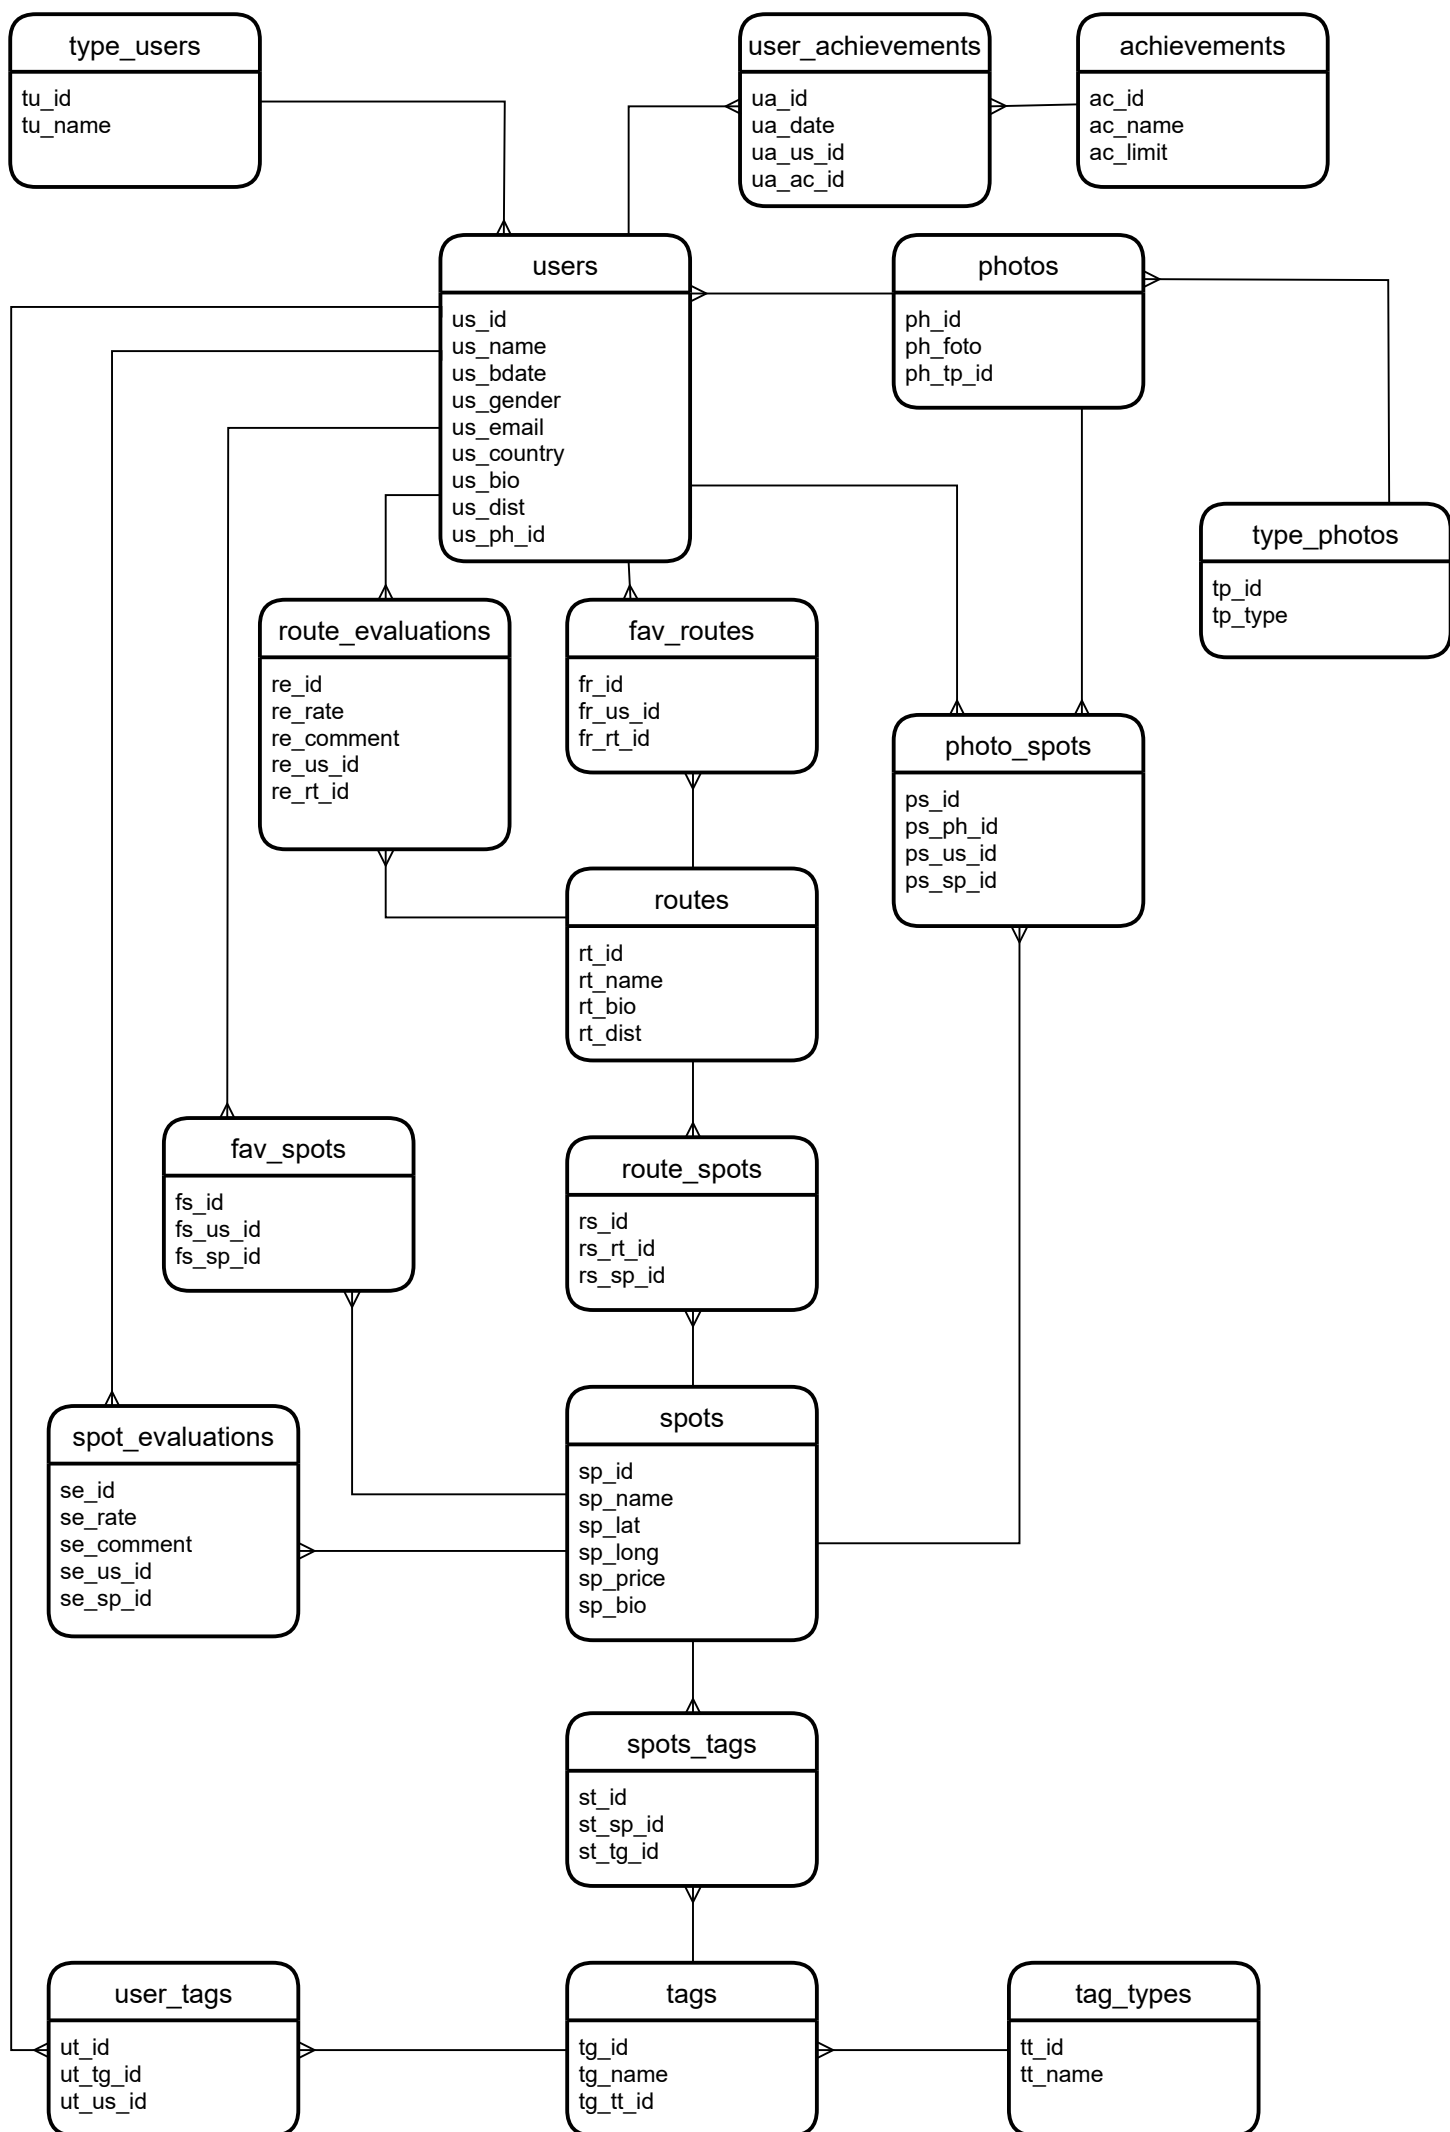 type_users
tu_id
tu_name
user_achievements
ua_id
ua_date
ua_us_id
ua_ac_id
achievements
ac_id
ac_name
ac_limit
users
us_id
us_name
us_bdate
us_gender
us_email
us_country
us_bio
us_dist
us_ph_id
photos
ph_id
ph_foto
ph_tp_id
type_photos
tp_id
tp_type
route_evaluations
re_id
re_rate
re_comment
re_us_id
re_rt_id
fav_routes
fr_id
fr_us_id
fr_rt_id
photo_spots
ps_id
ps_ph_id
ps_us_id
ps_sp_id
routes
rt_id
rt_name
rt_bio
rt_dist
fav_spots
fs_id
fs_us_id
fs_sp_id
route_spots
rs_id
rs_rt_id
rs_sp_id
spot_evaluations
se_id
se_rate
se_comment
se_us_id
se_sp_id
spots
sp_id
sp_name
sp_lat
sp_long
sp_price
sp_bio
spots_tags
st_id
st_sp_id
st_tg_id
user_tags
ut_id
ut_tg_id
ut_us_id
tags
tg_id
tg_name
tg_tt_id
tag_types
tt_id
tt_name